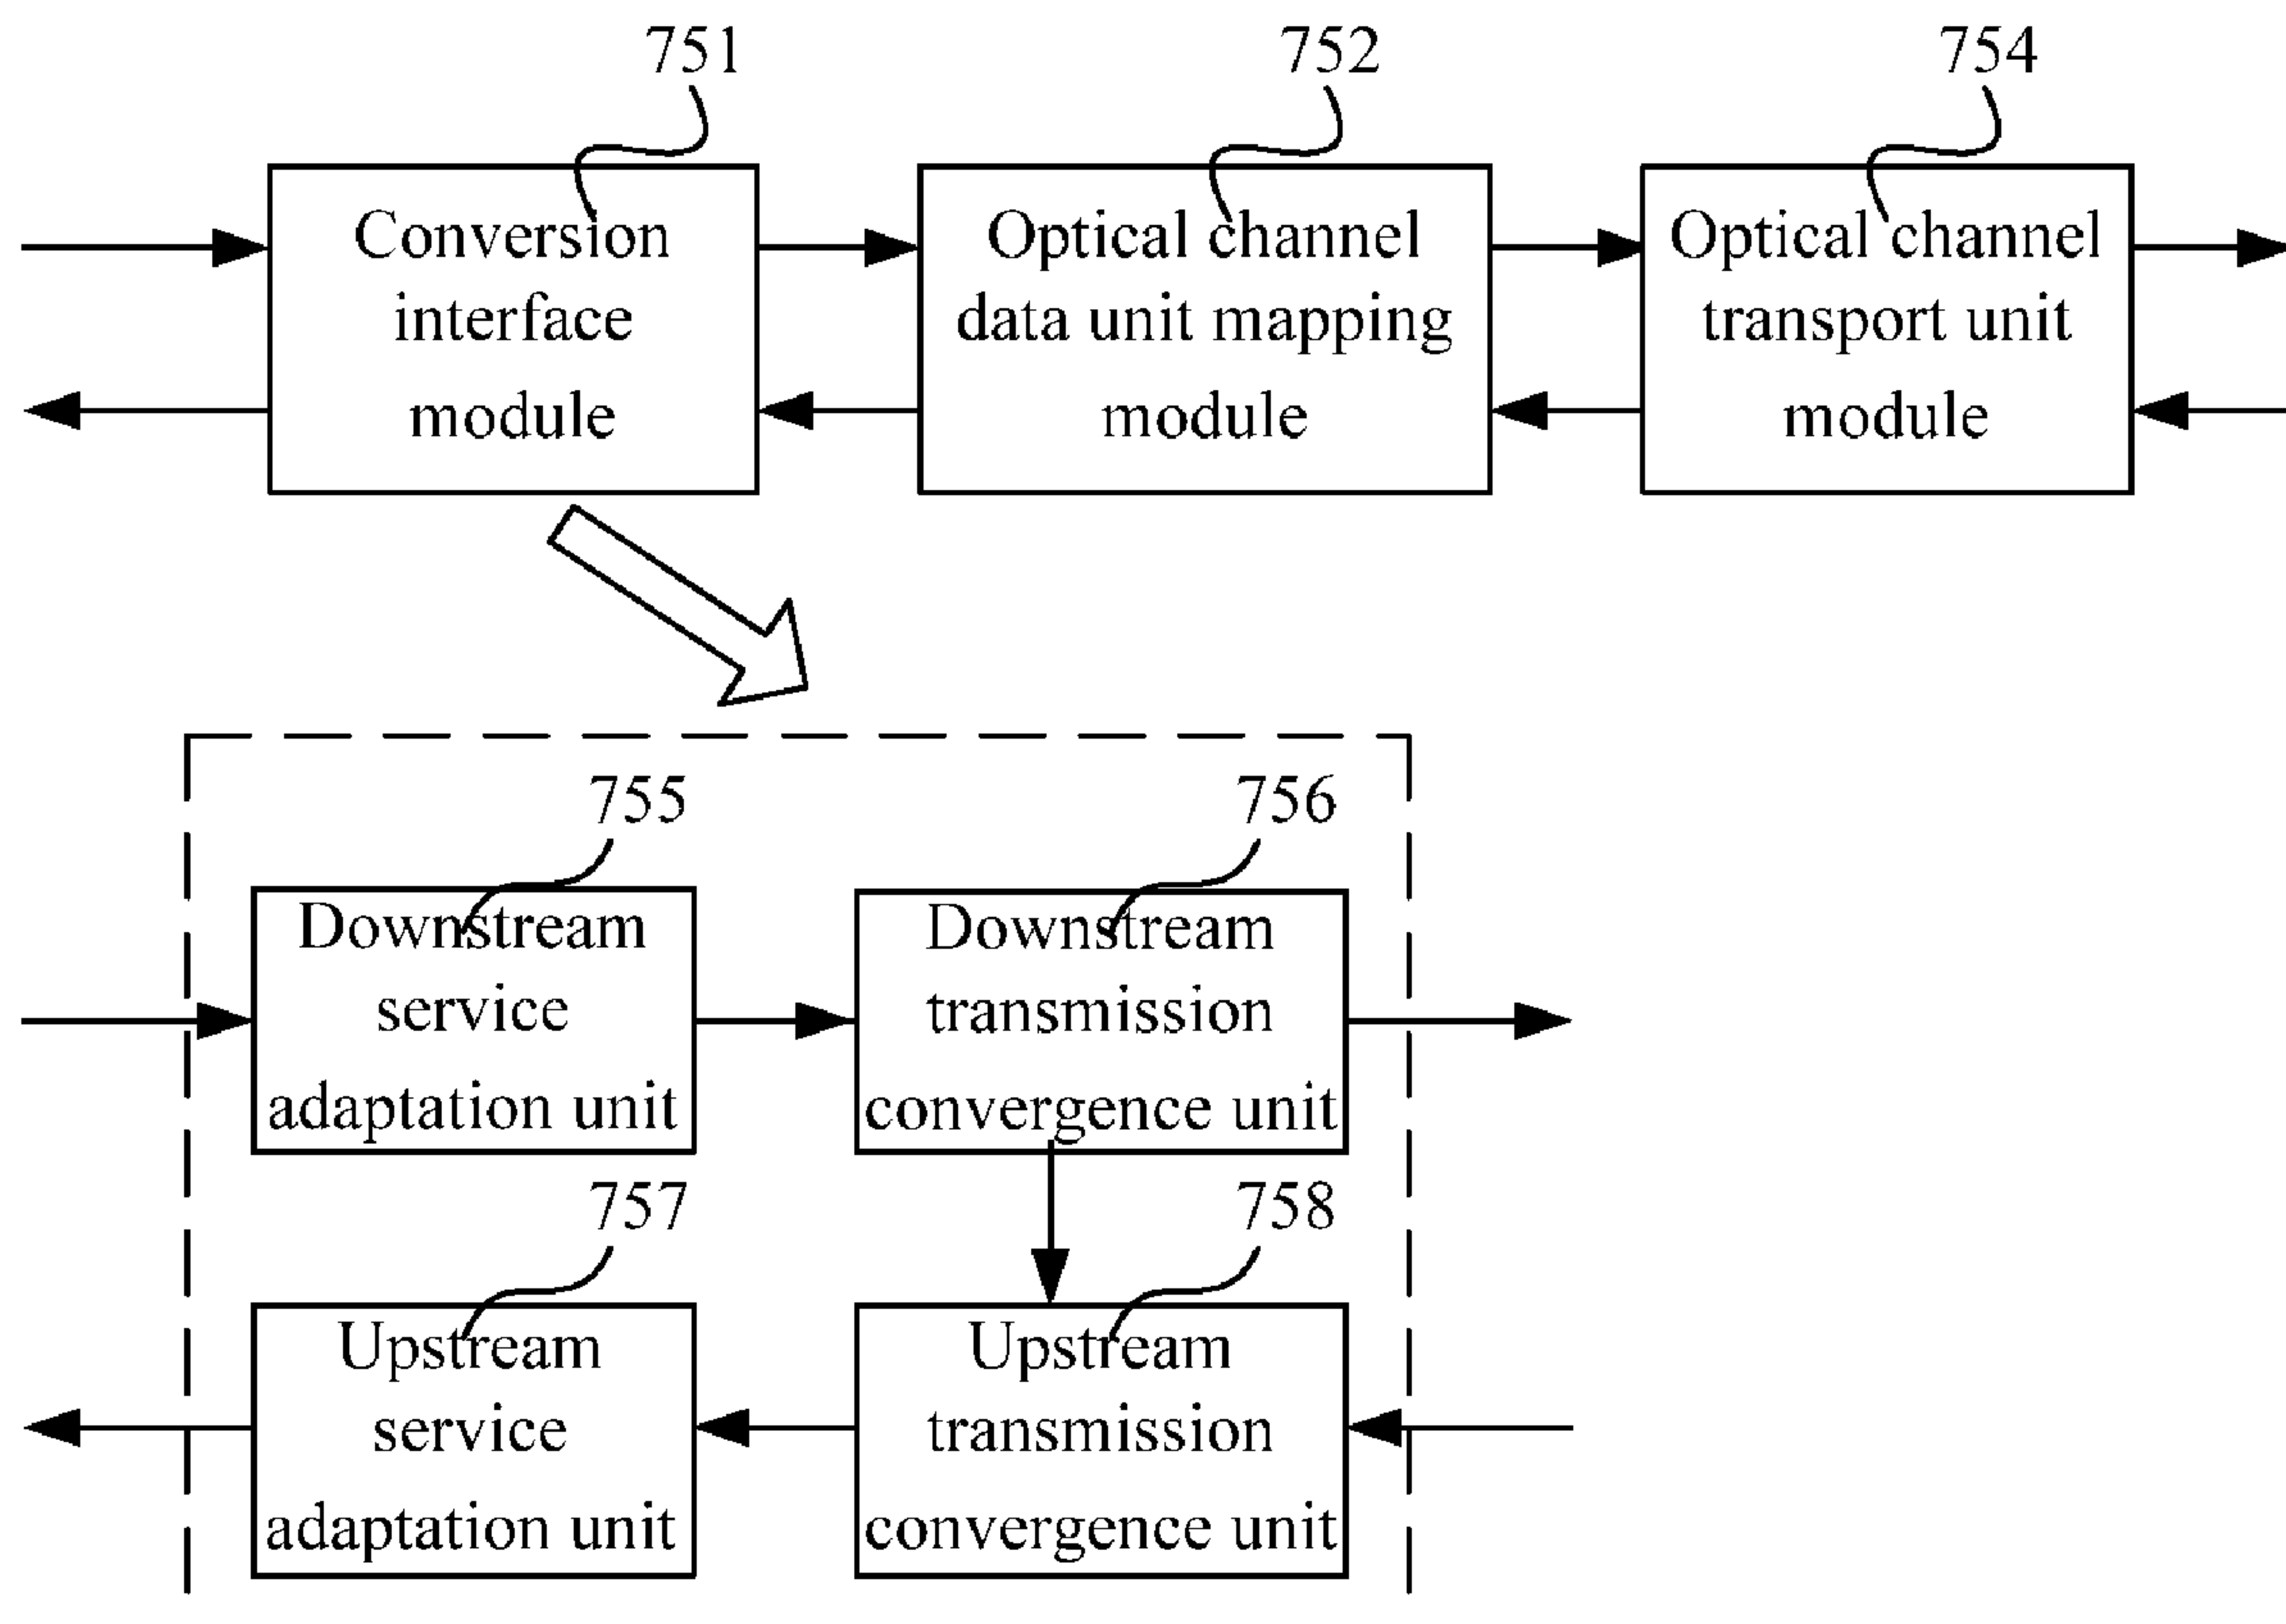 751
752
754
Conversion
interface
module
Optical channel
data unit mapping
module
Optical channel
transport unit
module
755
756
Downstream
service
adaptation unit
Downstream
transmission
convergence unit
757
758
Upstream
service
adaptation unit
Upstream
transmission
convergence unit